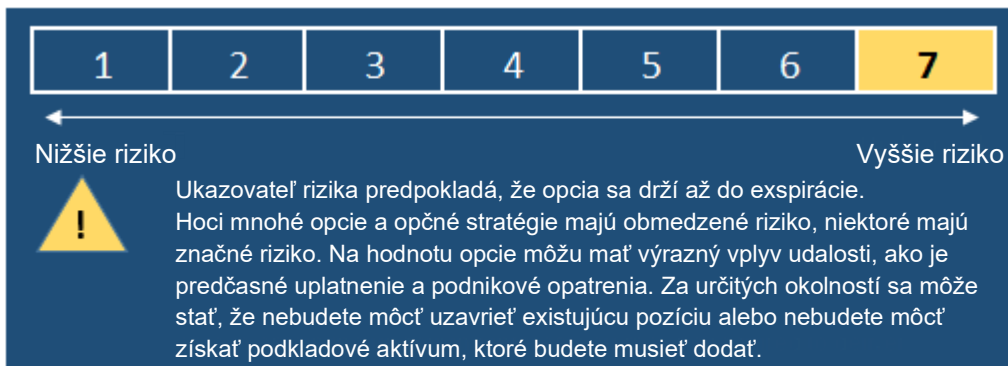 1 2 3 4 5 6 7
Nižšie riziko Vyššie riziko
! Ukazovateľ rizika predpokladá, že opcia sa drží až do exspirácie.
Hoci mnohé opcie a opčné stratégie majú obmedzené riziko, niektoré majú
značné riziko. Na hodnotu opcie môžu mať výrazný vplyv udalosti, ako je
predčasné uplatnenie a podnikové opatrenia. Za určitých okolností sa môže
stať, že nebudete môcť uzavrieť existujúcu pozíciu alebo nebudete môcť
získať podkladové aktívum, ktoré budete musieť dodať.